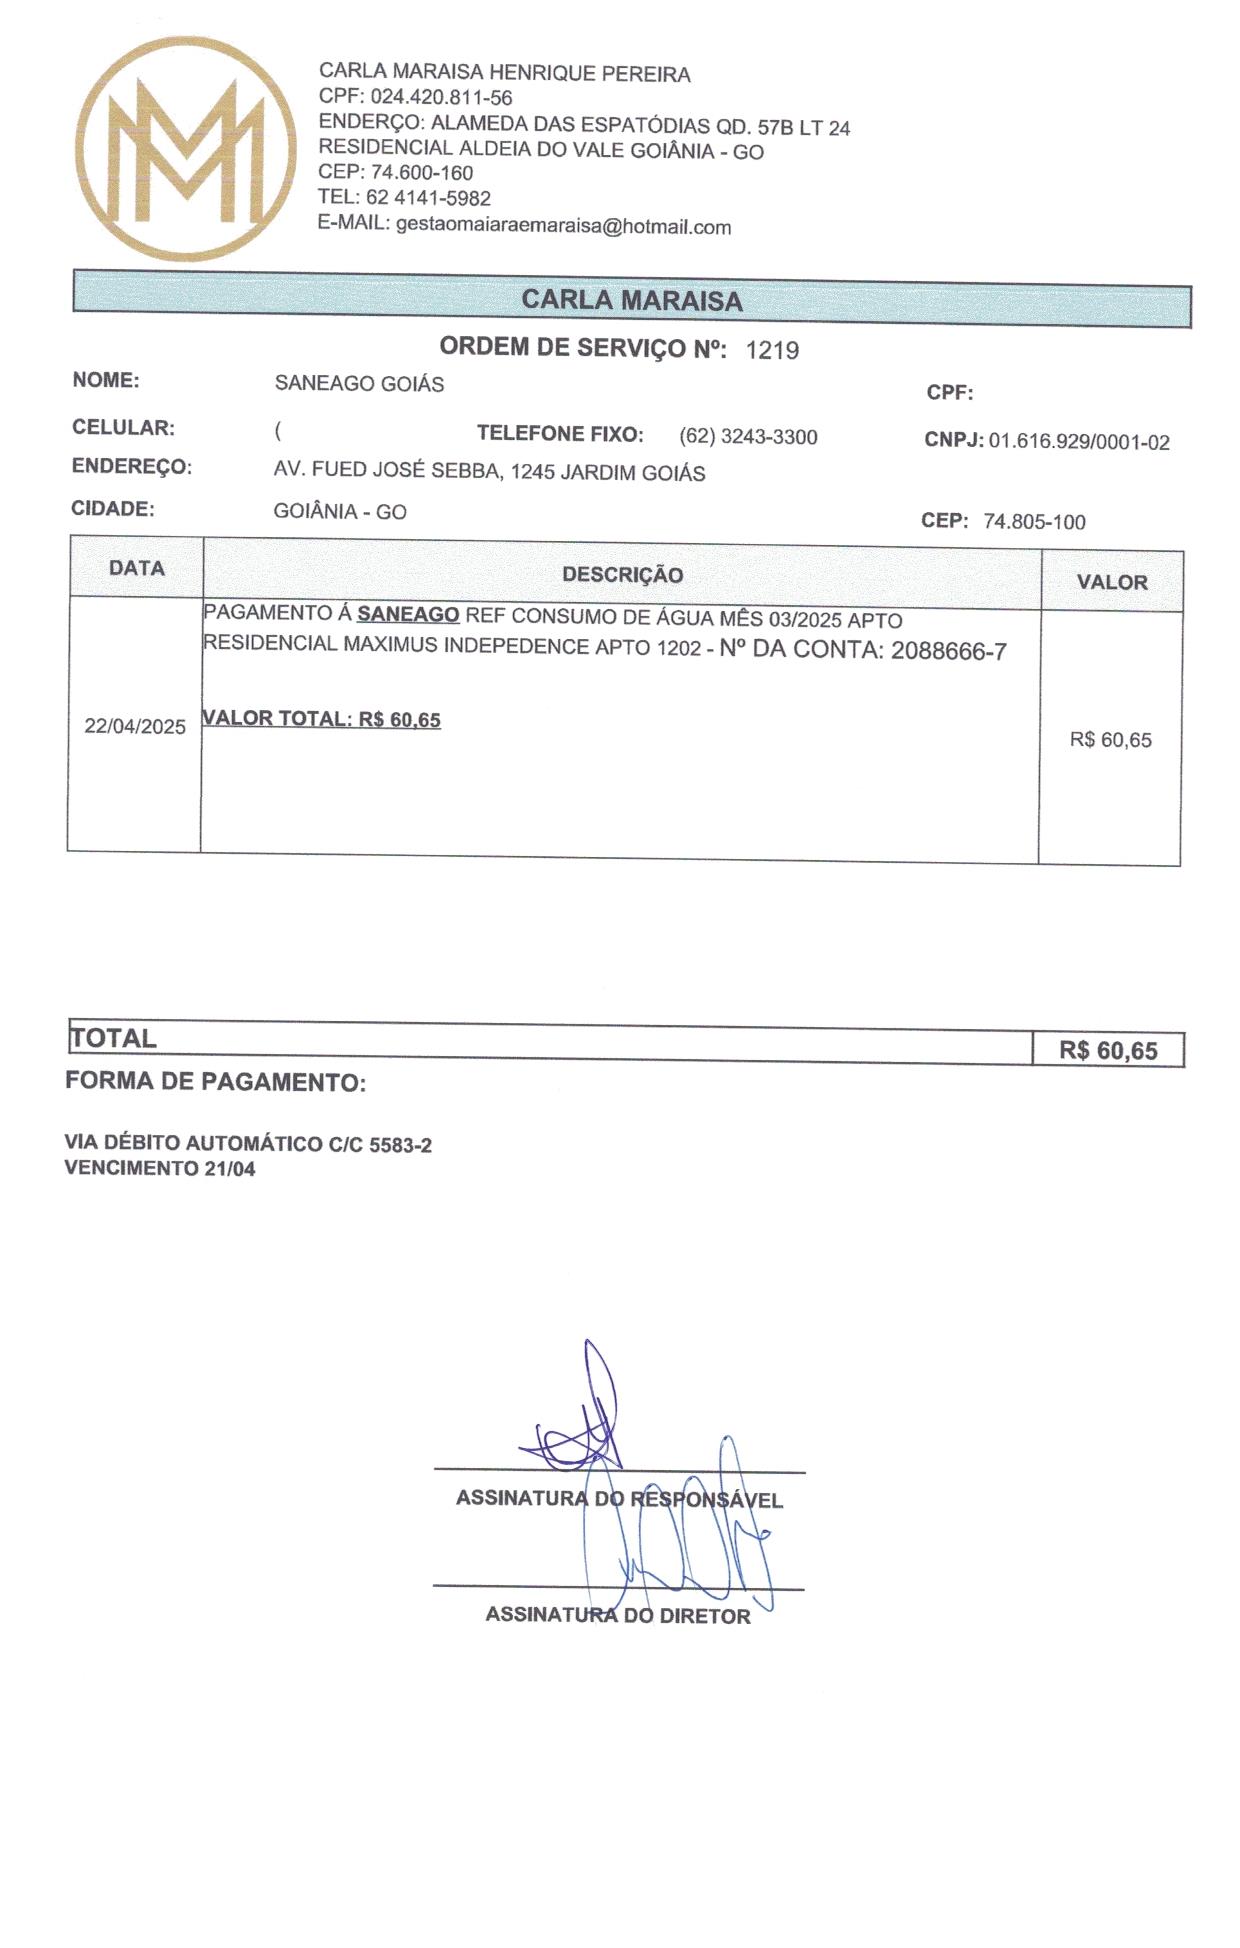 CARLA MARAISA HENRIQUE PEREIRA
CPF: 024.420.811-56
ENDERÇO: ALAMEDA DAS ESPATÓDIAS QD. 57B LT 24
RESIDENCIAL ALDEIA DO VALE GOIÂNIA - GO
CEP: 74.600-160
TEL: 62 4141-5982
E-MAIL: gestaomaiaraemaraisa@hotmail.com
CARLA MARAISA
ORDEM DE SERVIÇO Nº: 1219
NOME: SANEAGO GOIÁS CPF:
CELULAR: ( TELEFONE FIXO: (62) 3243-3300 CNPJ: 01.616.929/0001-02
ENDEREÇO: AV. FUED JOSÉ SEBBA, 1245 JARDIM GOIÁS
CIDADE: GOIÂNIA - GO CEP: 74.805-100
DATA DESCRIÇÃO VALOR
PAGAMENTO Á SANEAGO REF CONSUMO DE ÁGUA MÊS 03/2025 APTO
RESIDENCIAL MAXIMUS INDEPEDENCE APTO 1202 - Nº DA CONTA: 2088666-7
22/04/2025 VALOR TOTAL: R$ 60,65 R$ 60,65
TOTAL R$ 60,65
FORMA DE PAGAMENTO:
VIA DÉBITO AUTOMÁTICO C/C 5583-2
VENCIMENTO 21/04
ASSINATURA DO RESPONSÁVEL
ASSINATURA DO DIRETOR